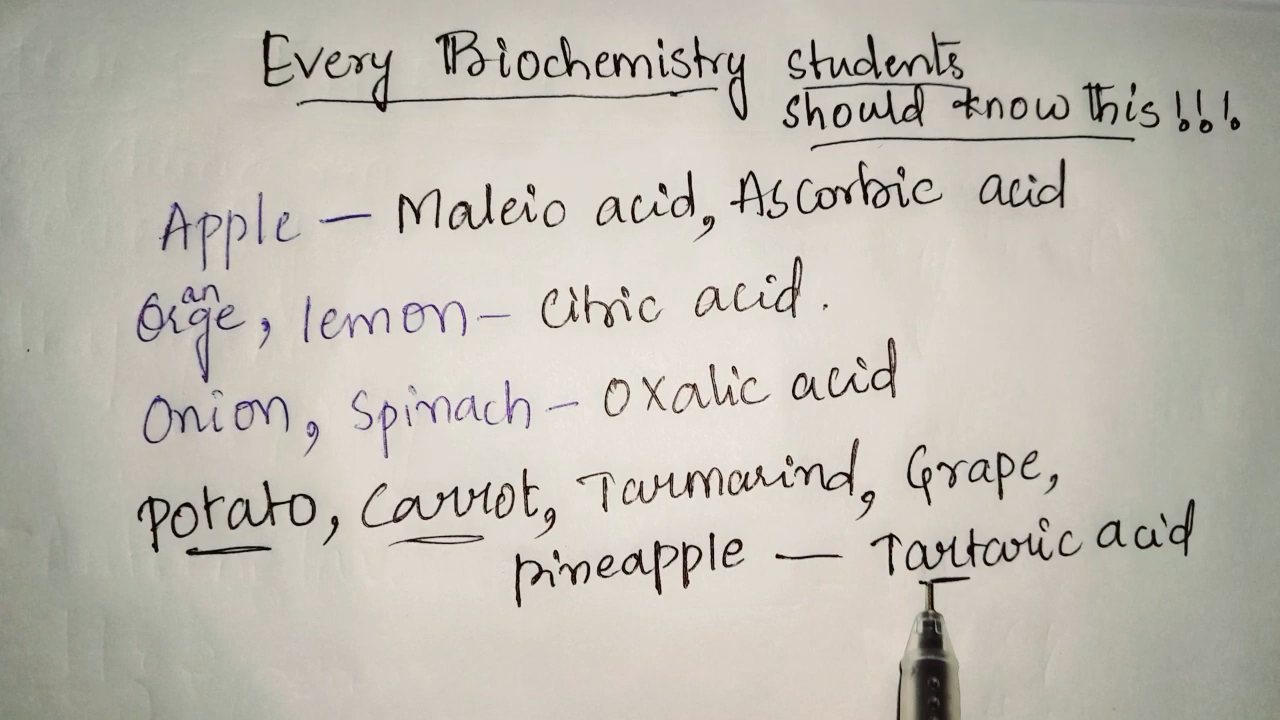 Every Biochemistry students
should know this!!!
Apple — Maleio acid, Ascorbic acid
Orange, lemon — Citric acid.
Onion, Spinach — Oxalic acid
Potato, Carrot, Tarmarind, Grape,
pineapple — Tartaric acid